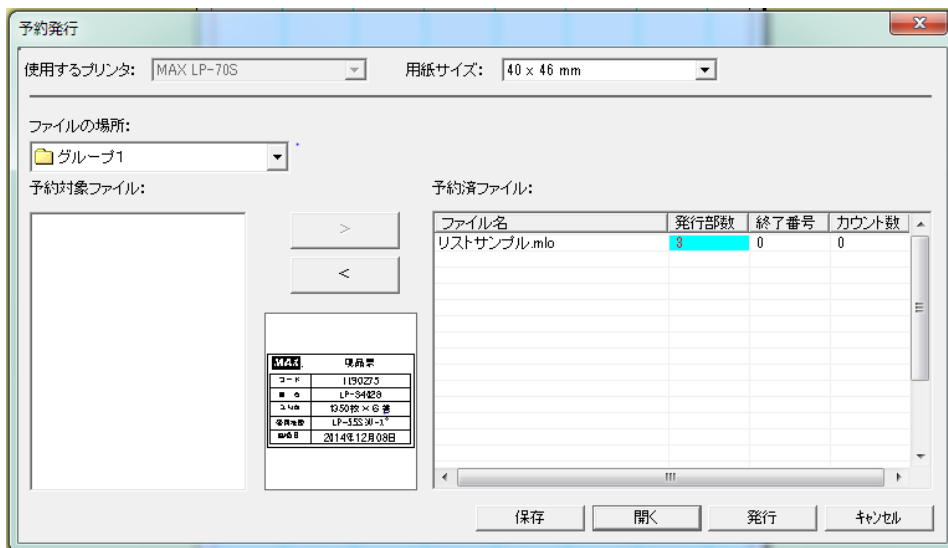 予約発行
使用するプリンタ: MAX LP-70S 用紙サイズ: 40 x 46 mm
ファイルの場所:
グループ1
予約対象ファイル: 予約済ファイル:
ファイル名 発行部数 終了番号 カウント数
リストサンプル.mlo 3 0 0
>
<
MAX 現品票
コード 1190275
LP-S4028
1350枚×6巻
2014年12月08日
保存 開く 発行 キャンセル